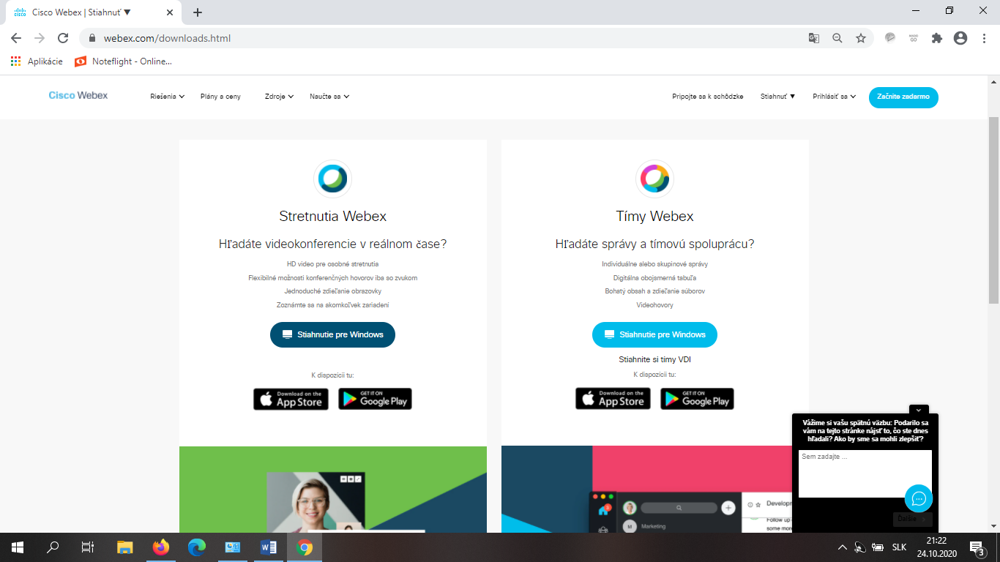 Cisco Webex | Stiahnuť ▼
webex.com/downloads.html
Aplikácie
Noteflight - Online...
Cisco Webex
Riešenia
Plány a ceny
Zdroje
Naučte sa
Pripojte sa k schôdzke
Stiahnuť ▼
Prihlásiť sa
Začnite zadarmo
Stretnutia Webex
Hľadáte videokonferencie v reálnom čase?
HD video pre osobné stretnutia
Flexibilné možnosti konferenčných hovorov iba so zvukom
Jednoduché zdieľanie obrazovky
Zoznámte sa na akomkoľvek zariadení
Stiahnutie pre Windows
K dispozícii tu:
Download on the
App Store
GET IT ON
Google Play
Tímy Webex
Hľadáte správy a tímovú spoluprácu?
Individuálne alebo skupinové správy
Digitálna obojsmerná tabuľa
Bohatý obsah a zdieľanie súborov
Videohovory
Stiahnutie pre Windows
Stiahnite si tímy VDI
K dispozícii tu:
Download on the
App Store
GET IT ON
Google Play
3
M Marketing
Developm
Follow up
some more
Vážime si vašu spätnú väzbu: Podarilo sa
vám na tejto stránke nájsť to, čo ste dnes
hľadali? Ako by sme sa mohli zlepšiť?
Sem zadajte ...
Ďalšie
SLK
21:22
24.10.2020
3